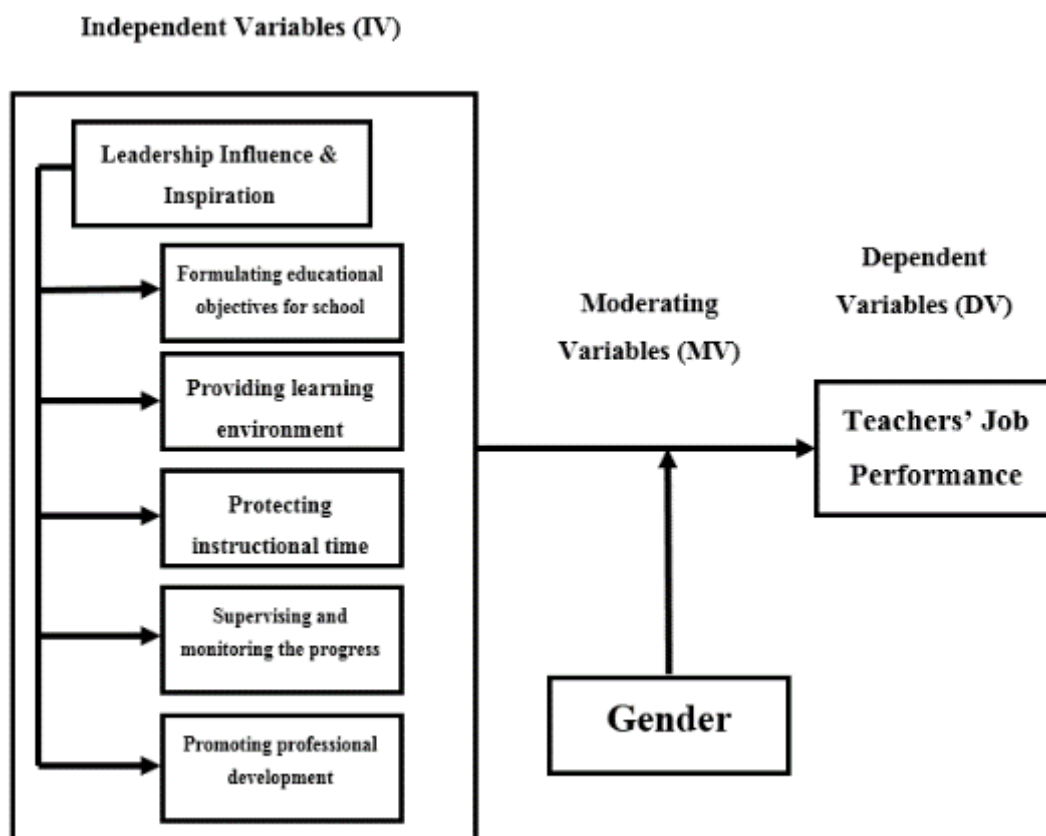 Independent Variables (IV)
Leadership Influence &
Inspiration
Formulating educational
objectives for school
Providing learning
environment
Protecting
instructional time
Supervising and
monitoring the progress
Promoting professional
development
Moderating
Variables (MV)
Gender
Dependent
Variables (DV)
Teachers’ Job
Performance